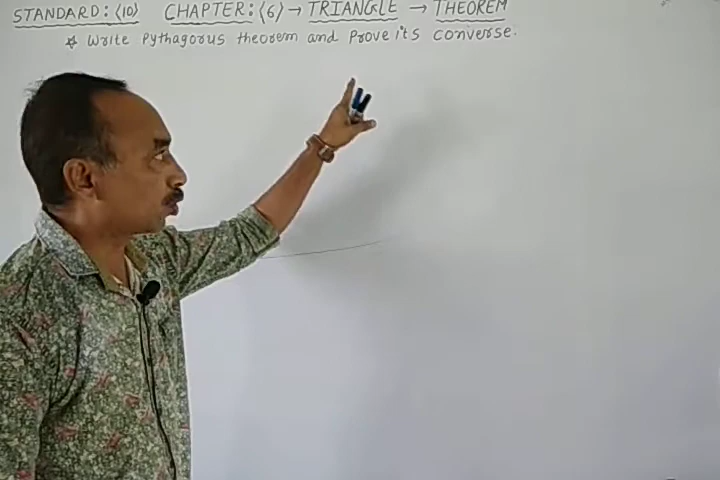 STANDARD: <10> CHAPTER: <6> → TRIANGLE → THEOREM
☆ Write Pythagorus theorem and Prove it's converse.